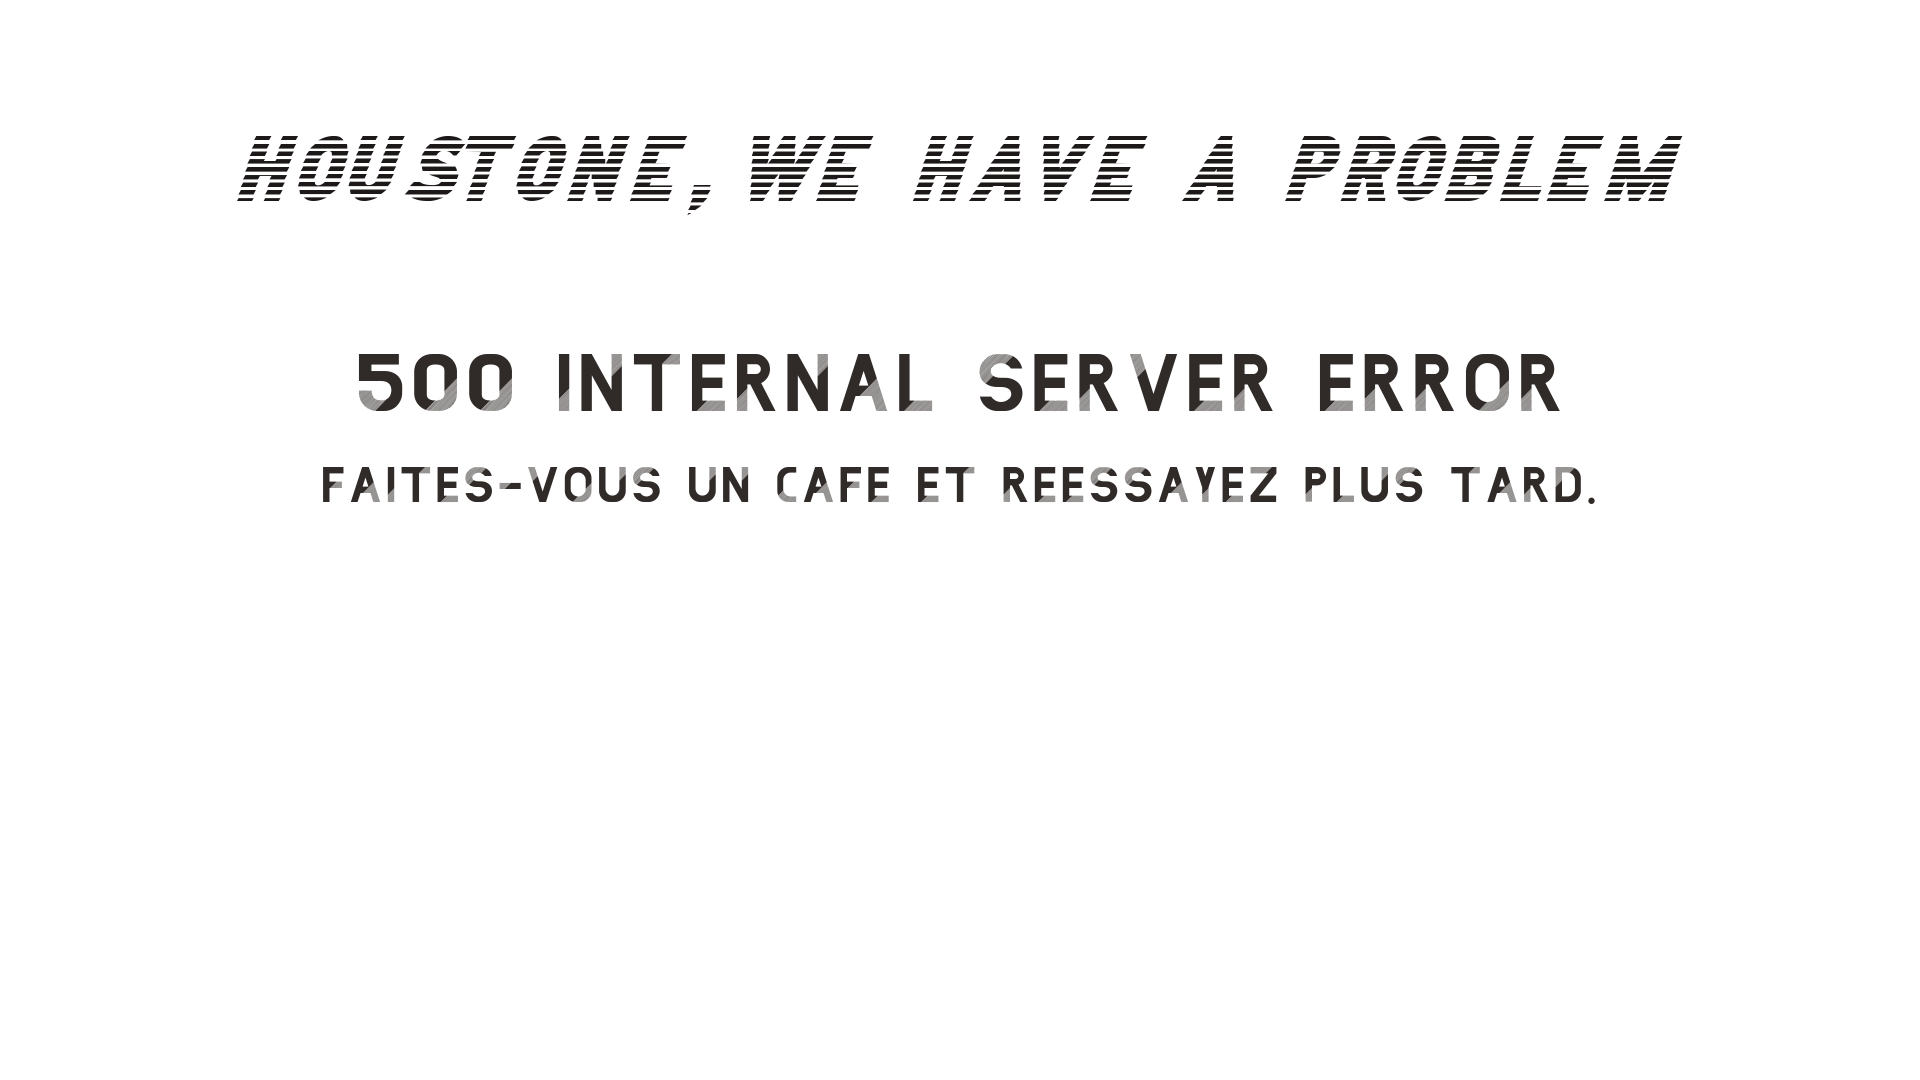 HOUSTONE, WE HAVE A PROBLEM
500 INTERNAL SERVER ERROR
FAITES-VOUS UN CAFE ET REESSAYEZ PLUS TARD.